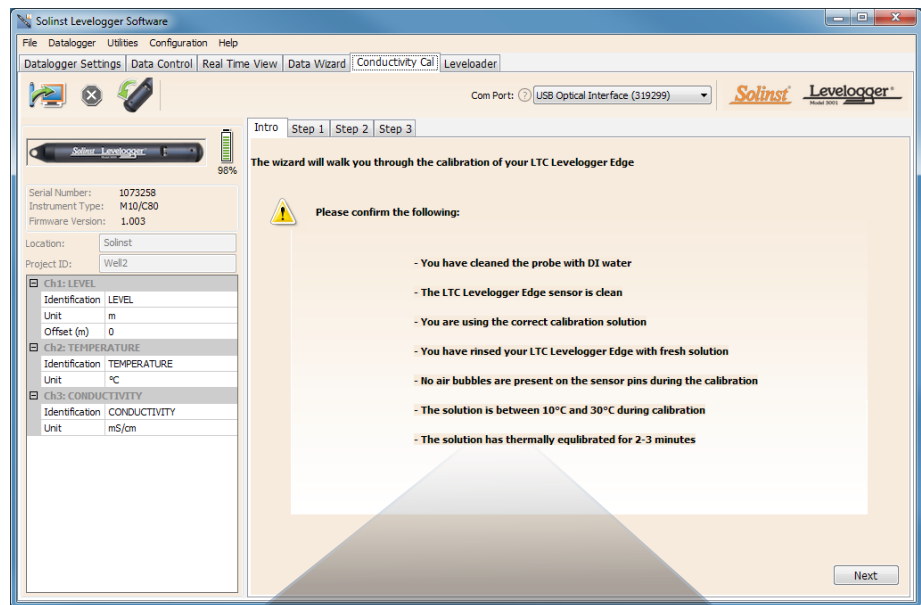 Solinst Levelogger Software
File Datalogger Utilities Configuration Help
Datalogger Settings Data Control Real Time View Data Wizard Conductivity Cal Leveloader
Com Port: ? USB Optical Interface (319299) Solinst Levelogger®
Model 3001
Intro Step 1 Step 2 Step 3
Solinst Levelogger
98%
The wizard will walk you through the calibration of your LTC Levelogger Edge
Serial Number: 1073258
Instrument Type: M10/C80
Firmware Version: 1.003
Location: Solinst
Project ID: Well2
Ch1: LEVEL
Identification LEVEL
Unit m
Offset (m) 0
Ch2: TEMPERATURE
Identification TEMPERATURE
Unit °C
Ch3: CONDUCTIVITY
Identification CONDUCTIVITY
Unit mS/cm
Please confirm the following:
- You have cleaned the probe with DI water
- The LTC Levelogger Edge sensor is clean
- You are using the correct calibration solution
- You have rinsed your LTC Levelogger Edge with fresh solution
- No air bubbles are present on the sensor pins during the calibration
- The solution is between 10°C and 30°C during calibration
- The solution has thermally equlibrated for 2-3 minutes
Next